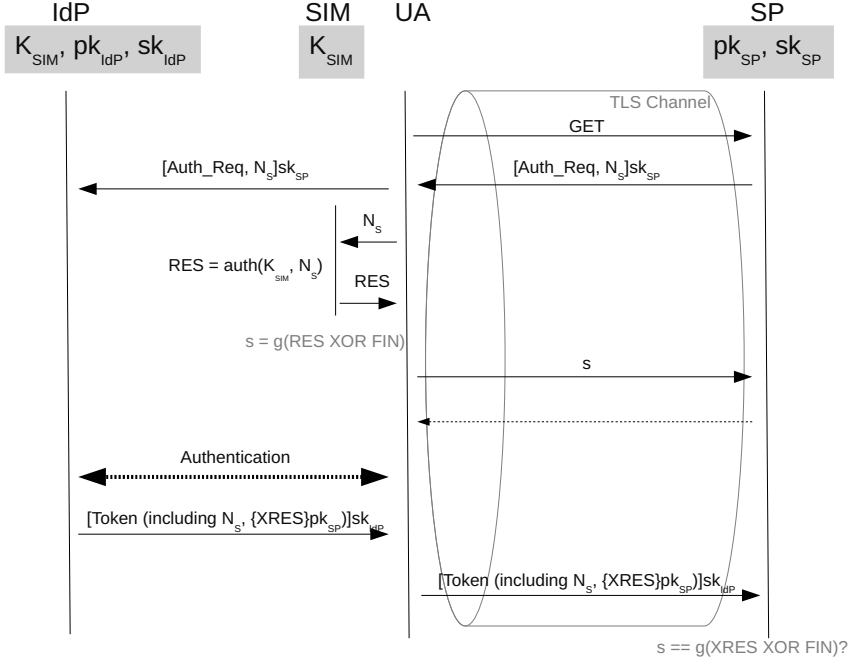 IdP SIM UA SP
K_SIM, pk_IdP, sk_IdP K_SIM pk_SP, sk_SP
TLS Channel
GET
[Auth_Req, N_S]sk_SP [Auth_Req, N_S]sk_SP
N_S
RES = auth(K_SIM, N_S)
RES
s = g(RES XOR FIN)
s
Authentication
[Token (including N_S, {XRES}pk_SP)]sk_IdP
[Token (including N_S, {XRES}pk_SP)]sk_IdP
s == g(XRES XOR FIN)?